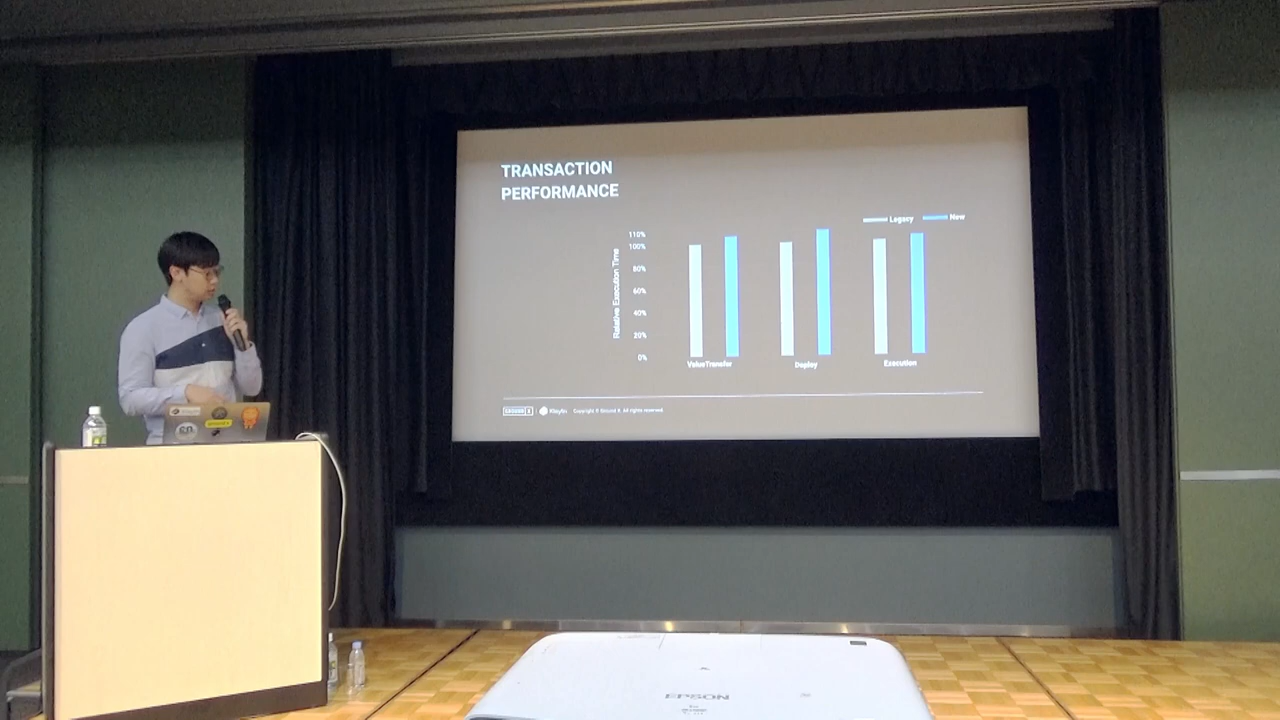 TRANSACTION
PERFORMANCE
Legacy New
Relative Execution Time
110%
100%
80%
60%
40%
20%
0%
ValueTransfer Deploy Execution
GROUND X Klaytn Copyright © Ground X. All rights reserved.
EPSON